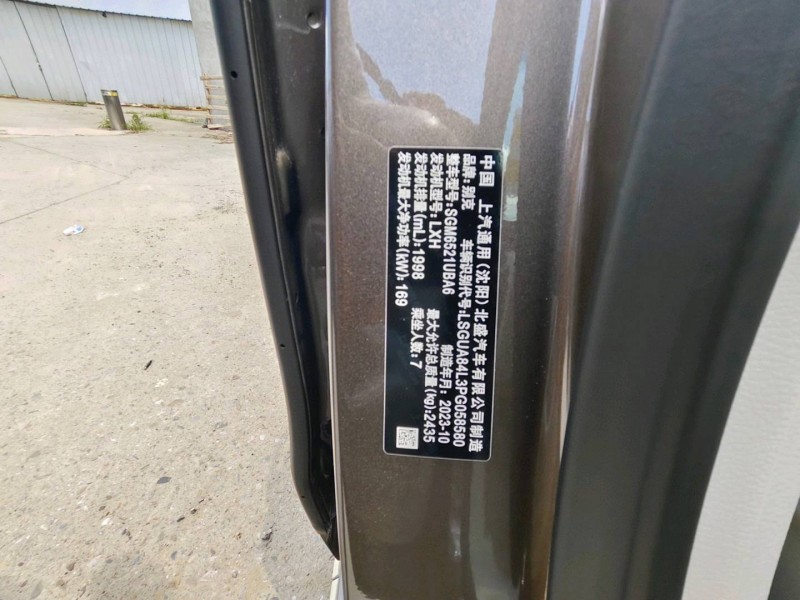 中国 上汽通用(沈阳)北盛汽车有限公司制造
品牌:别克 车辆识别代号:LSGUA84L3PG058580
整车型号:SGM6521UBA6 制造年月:2023-10
发动机型号:LXH 最大允许总质量(kg):2435
发动机排量(mL):1998 乘坐人数:7
发动机最大净功率(kW):169